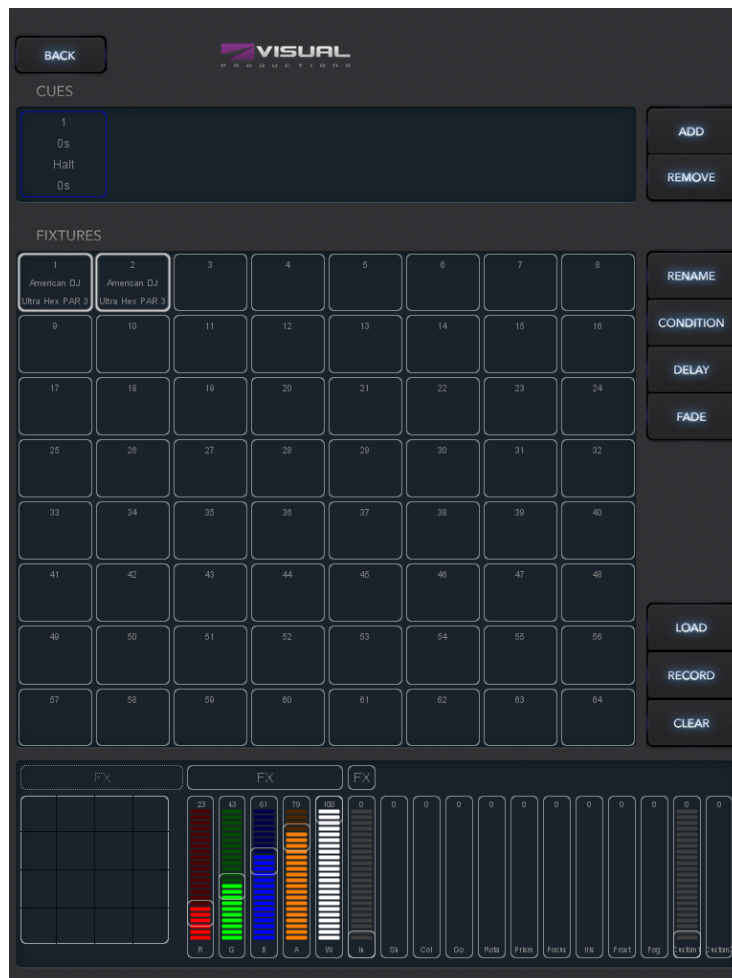 BACK
VISUAL
PRODUCTIONS
CUES
1
0s
Halt
0s
ADD
REMOVE
FIXTURES
1 2 3 4 5 6 7 8
American DJ American DJ
Ultra Hex PAR 3 Ultra Hex PAR 3
RENAME
9 10 11 12 13 14 15 16
CONDITION
DELAY
17 18 19 20 21 22 23 24
FADE
25 26 27 28 29 30 31 32
33 34 35 36 37 38 39 40
41 42 43 44 45 46 47 48
LOAD
49 50 51 52 53 54 55 56
RECORD
57 58 59 60 61 62 63 64
CLEAR
FX FX FX
23 43 61 79 100 0 0 0 0 0 0 0 0 0 0 0 0
R G B A W In Col Go Rota Prism Focus Iris Frost Fog